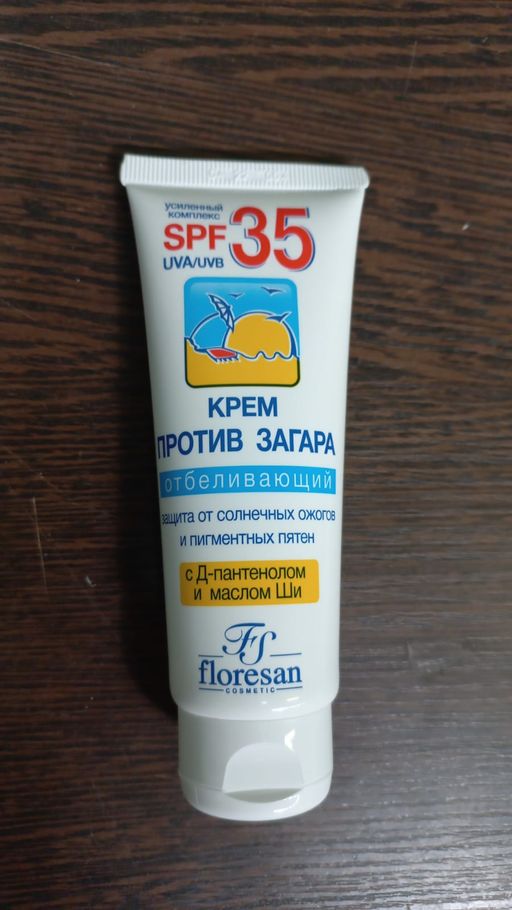 усиленный
комплекс
SPF 35
UVA/UVB
КРЕМ
ПРОТИВ ЗАГАРА
отбеливающий
защита от солнечных ожогов
и пигментных пятен
с Д-пантенолом
и маслом Ши
FS
floresan
COSMETIC